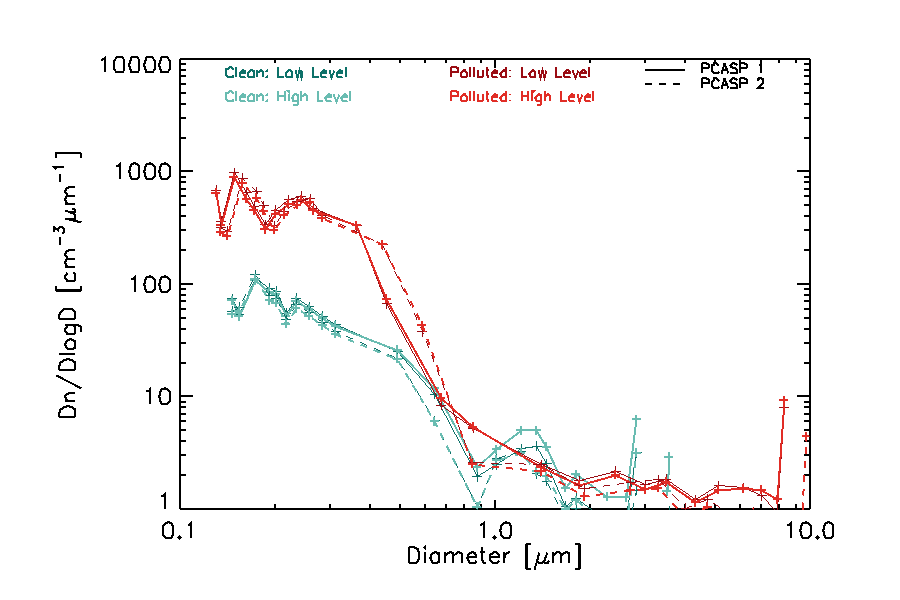 10000
1000
100
10
1
Dn/DlogD [cm⁻³µm⁻¹]
Clean: Low Level
Clean: High Level
Polluted: Low Level
Polluted: High Level
PCASP 1
PCASP 2
0.1 1.0 10.0
Diameter [µm]